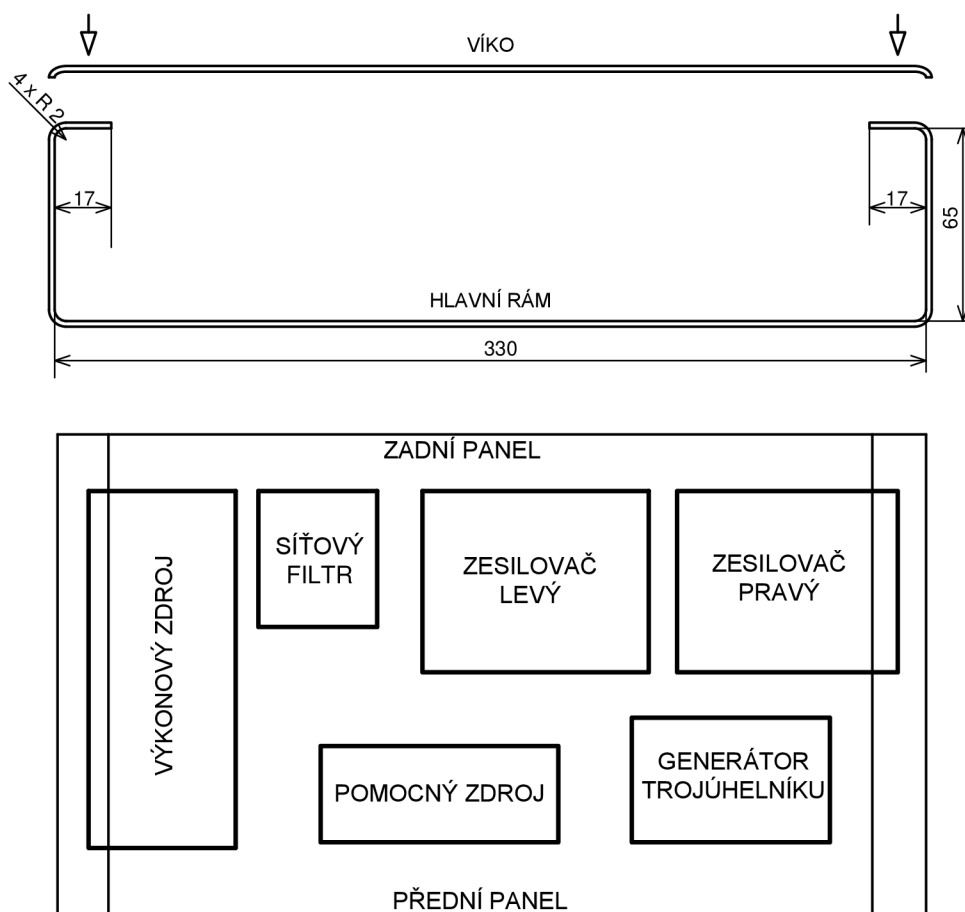 VÍKO
4 x R 2
17
17
65
HLAVNÍ RÁM
330
ZADNÍ PANEL
VÝKONOVÝ ZDROJ
SÍŤOVÝ
FILTR
ZESILOVAČ
LEVÝ
ZESILOVAČ
PRAVÝ
POMOCNÝ ZDROJ
GENERÁTOR
TROJÚHELNÍKU
PŘEDNÍ PANEL